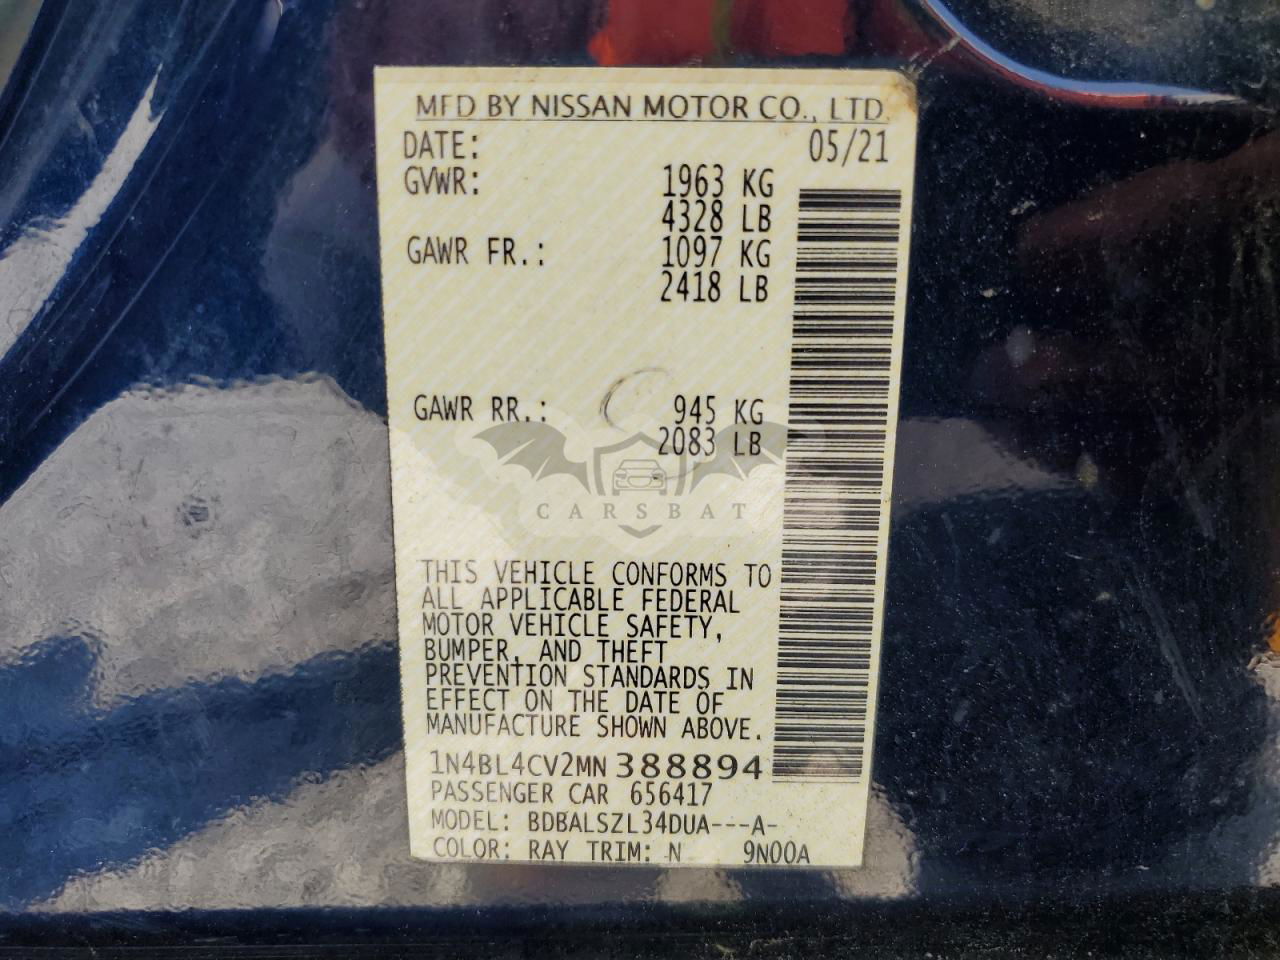 MFD BY NISSAN MOTOR CO., LTD.
DATE: 05/21
GVWR: 1963 KG
4328 LB
GAWR FR.: 1097 KG
2418 LB
GAWR RR.: 945 KG
2083 LB
CARSBAT
THIS VEHICLE CONFORMS TO
ALL APPLICABLE FEDERAL
MOTOR VEHICLE SAFETY,
BUMPER, AND THEFT
PREVENTION STANDARDS IN
EFFECT ON THE DATE OF
MANUFACTURE SHOWN ABOVE.
1N4BL4CV2MN388894
PASSENGER CAR 656417
MODEL: BDBALSZL34DUA---A-
COLOR: RAY TRIM: N 9N00A